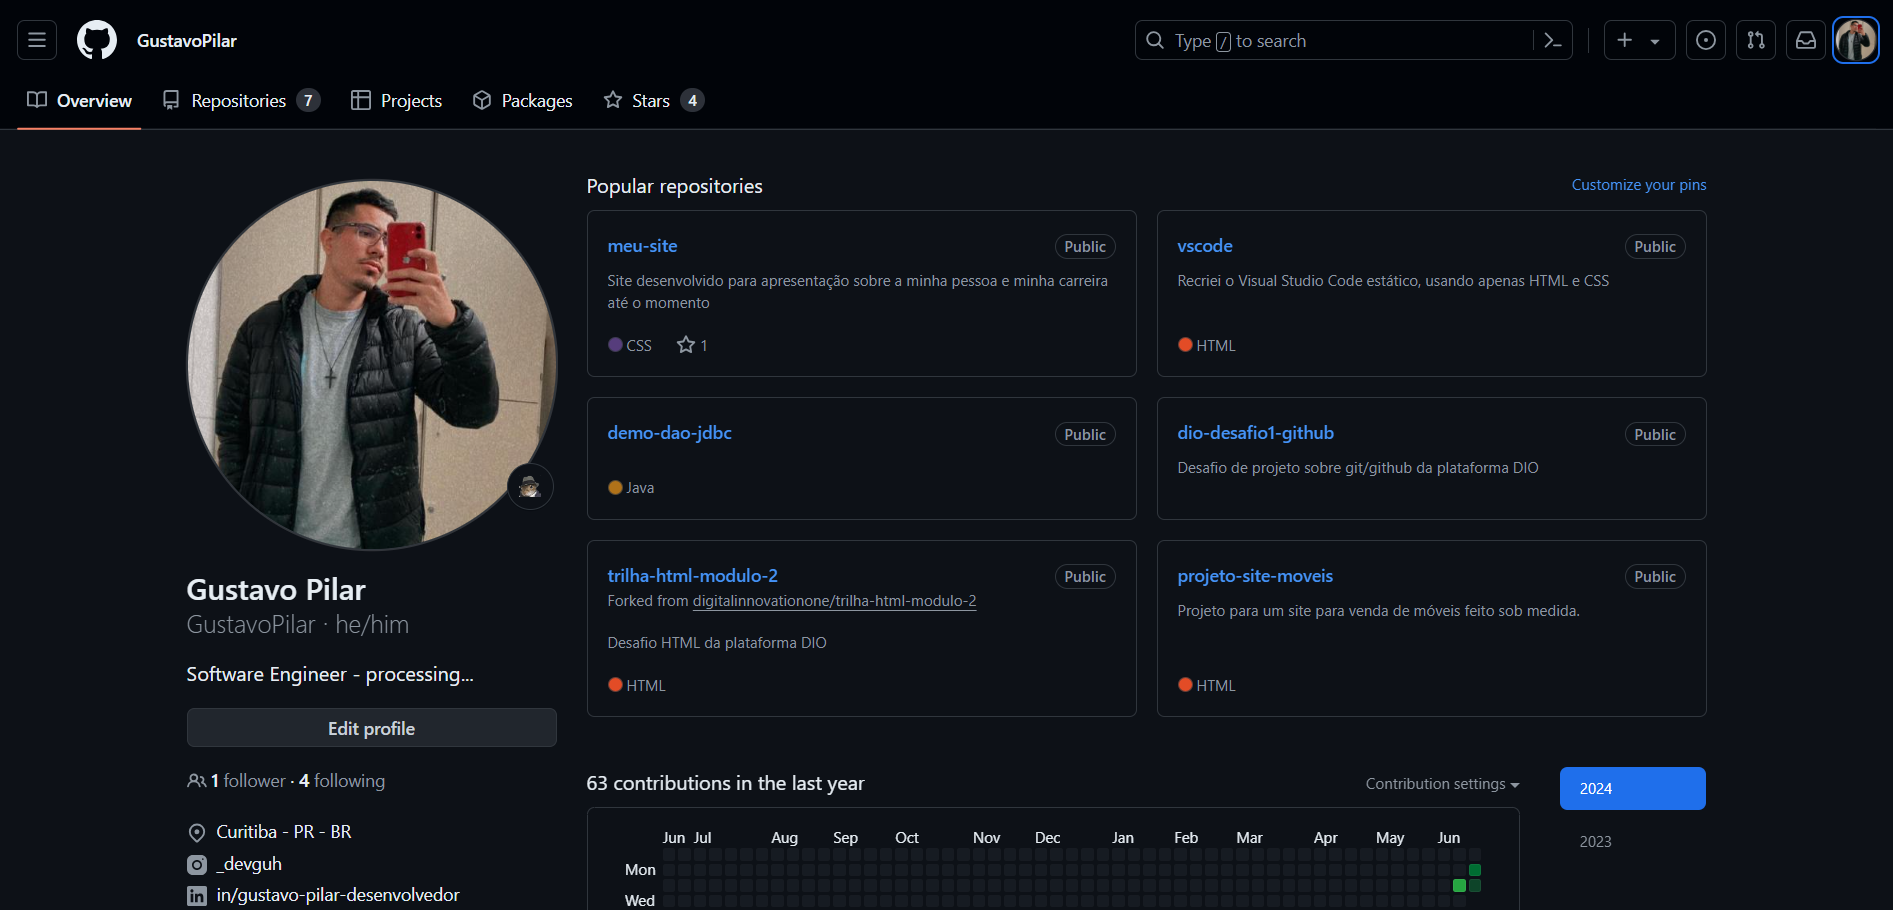 GustavoPilar
Type / to search
Overview
Repositories 7
Projects
Packages
Stars 4
Gustavo Pilar
GustavoPilar · he/him
Software Engineer - processing...
Edit profile
1 follower · 4 following
Curitiba - PR - BR
_devguh
in/gustavo-pilar-desenvolvedor
Popular repositories
Customize your pins
meu-site
Public
Site desenvolvido para apresentação sobre a minha pessoa e minha carreira
até o momento
CSS
1
vscode
Public
Recriei o Visual Studio Code estático, usando apenas HTML e CSS
HTML
demo-dao-jdbc
Public
Java
dio-desafio1-github
Public
Desafio de projeto sobre git/github da plataforma DIO
trilha-html-modulo-2
Public
Forked from digitalinnovationone/trilha-html-modulo-2
Desafio HTML da plataforma DIO
HTML
projeto-site-moveis
Public
Projeto para um site para venda de móveis feito sob medida.
HTML
63 contributions in the last year
Contribution settings
2024
2023
Jun Jul Aug Sep Oct Nov Dec Jan Feb Mar Apr May Jun
Mon
Wed